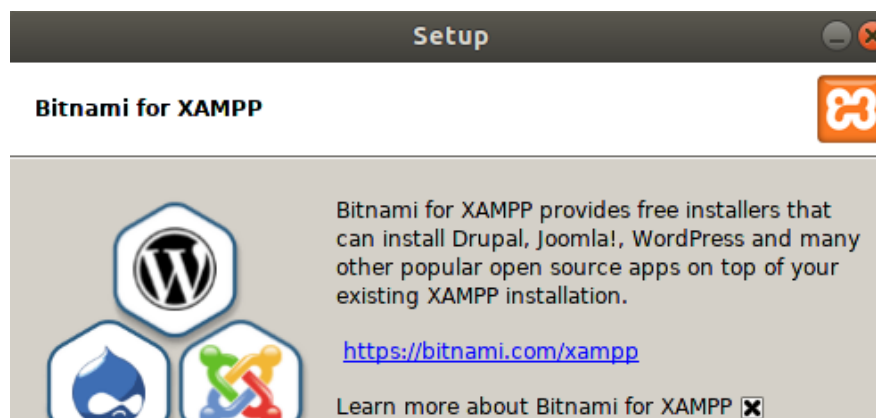 Setup
Bitnami for XAMPP
Bitnami for XAMPP provides free installers that
can install Drupal, Joomla!, WordPress and many
other popular open source apps on top of your
existing XAMPP installation.
https://bitnami.com/xampp
Learn more about Bitnami for XAMPP